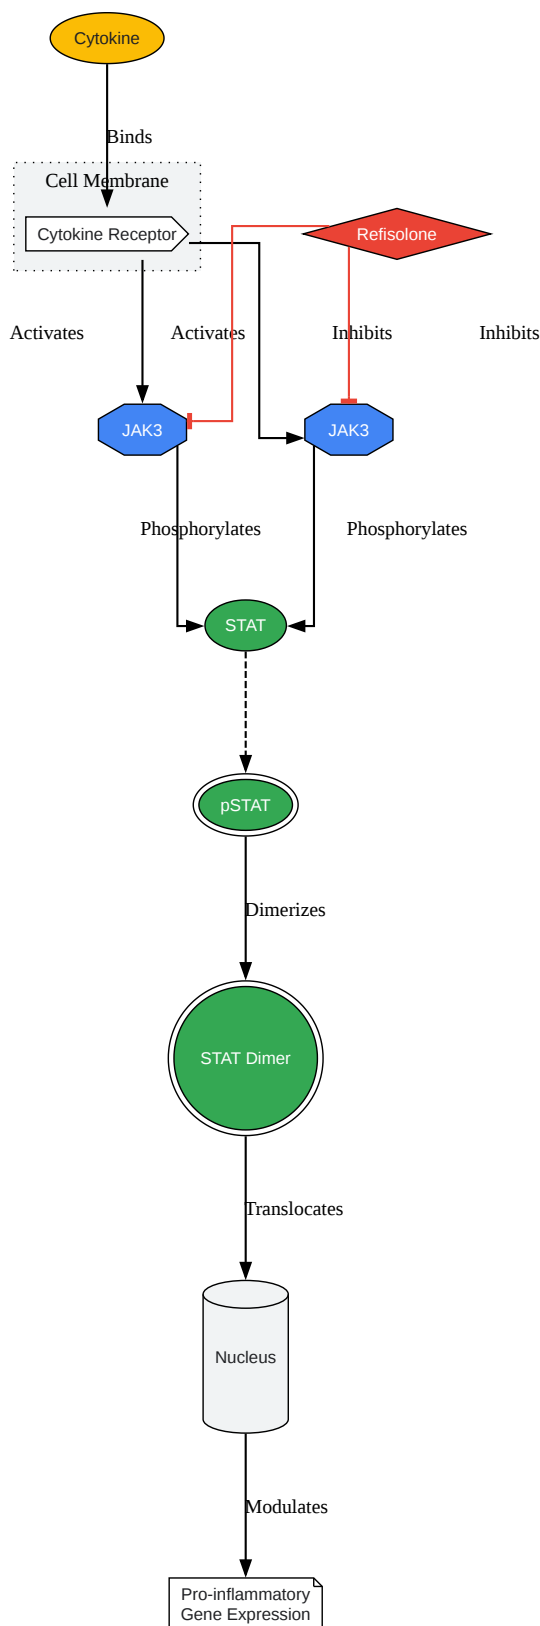 Cytokine
Binds
Cell Membrane
Cytokine Receptor
Refisolone
Activates
Activates
Inhibits
Inhibits
JAK3
JAK3
Phosphorylates
Phosphorylates
STAT
pSTAT
Dimerizes
STAT Dimer
Translocates
Nucleus
Modulates
Pro-inflammatory
Gene Expression